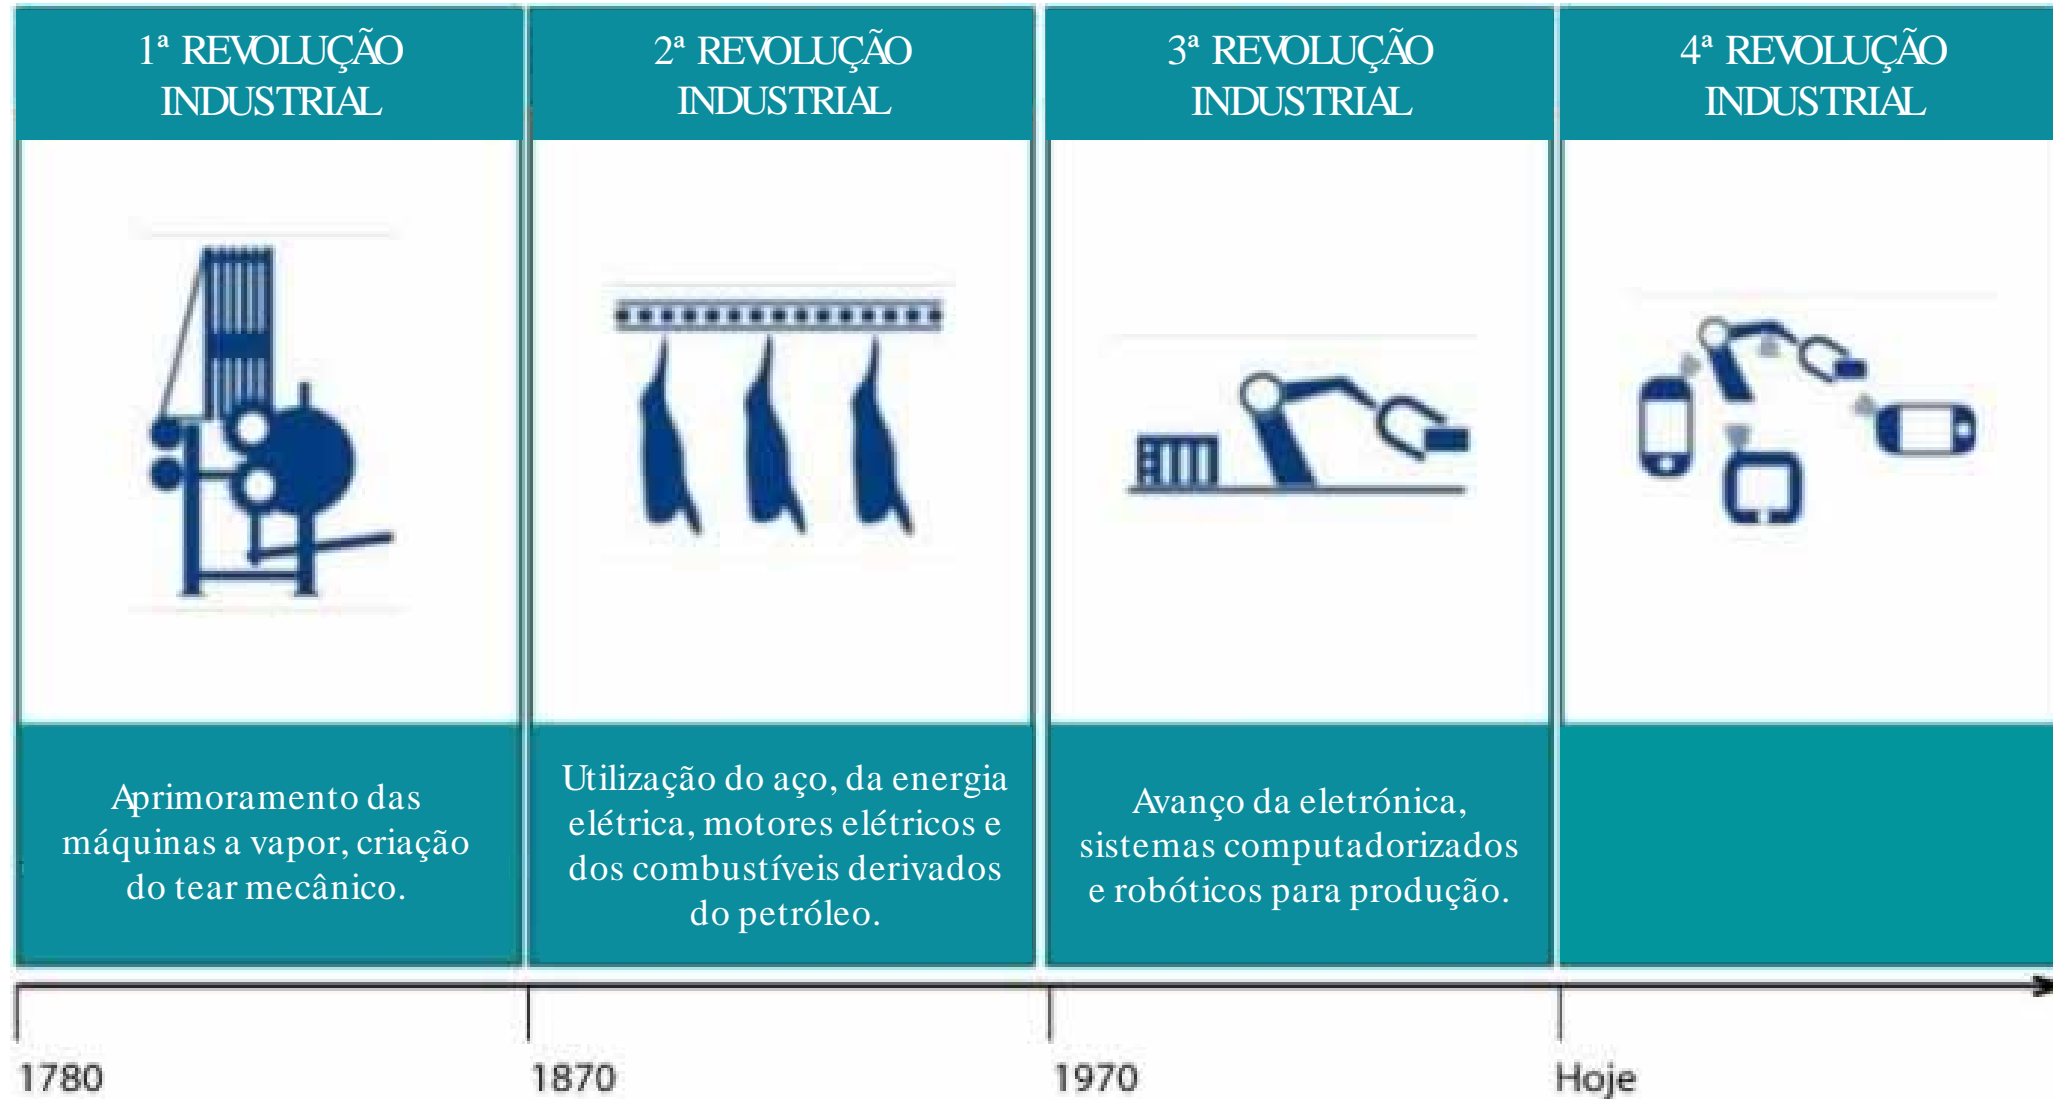 1ª REVOLUÇÃO
INDUSTRIAL
2ª REVOLUÇÃO
INDUSTRIAL
3ª REVOLUÇÃO
INDUSTRIAL
4ª REVOLUÇÃO
INDUSTRIAL
Aprimoramento das
máquinas a vapor, criação
do tear mecânico.
Utilização do aço, da energia
elétrica, motores elétricos e
dos combustíveis derivados
do petróleo.
Avanço da eletrónica,
sistemas computadorizados
e robóticos para produção.
1780
1870
1970
Hoje